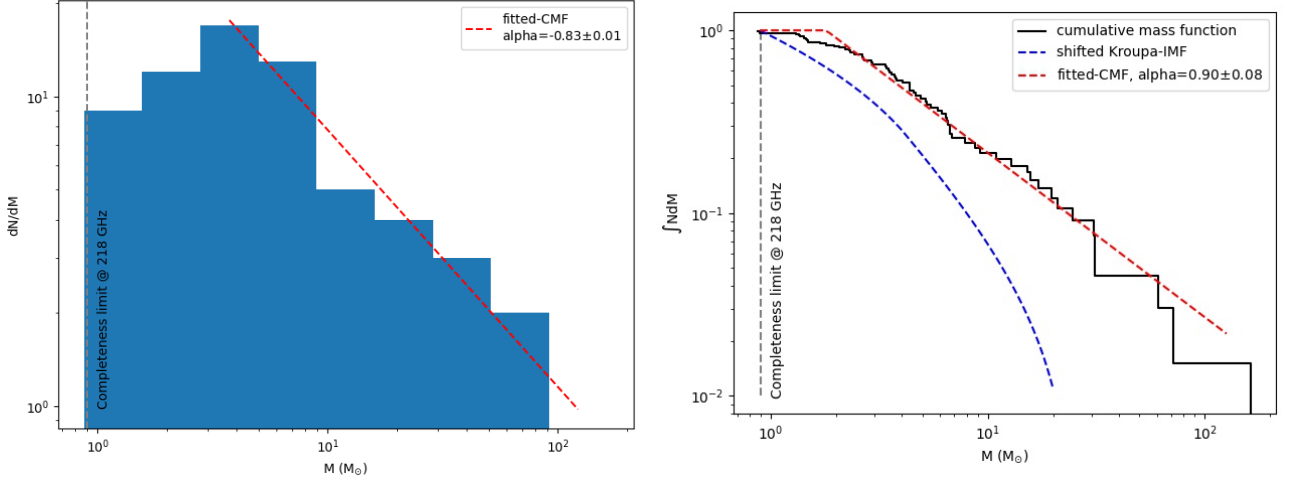 fitted-CMF
alpha=-0.83±0.01
10¹
10⁰
dN/dM
Completeness limit @ 218 GHz
10⁰
10¹
10²
M (M⊙)
cumulative mass function
shifted Kroupa-IMF
fitted-CMF, alpha=0.90±0.08
10⁰
10⁻¹
10⁻²
∫NdM
Completeness limit @ 218 GHz
10⁰
10¹
10²
M (M⊙)